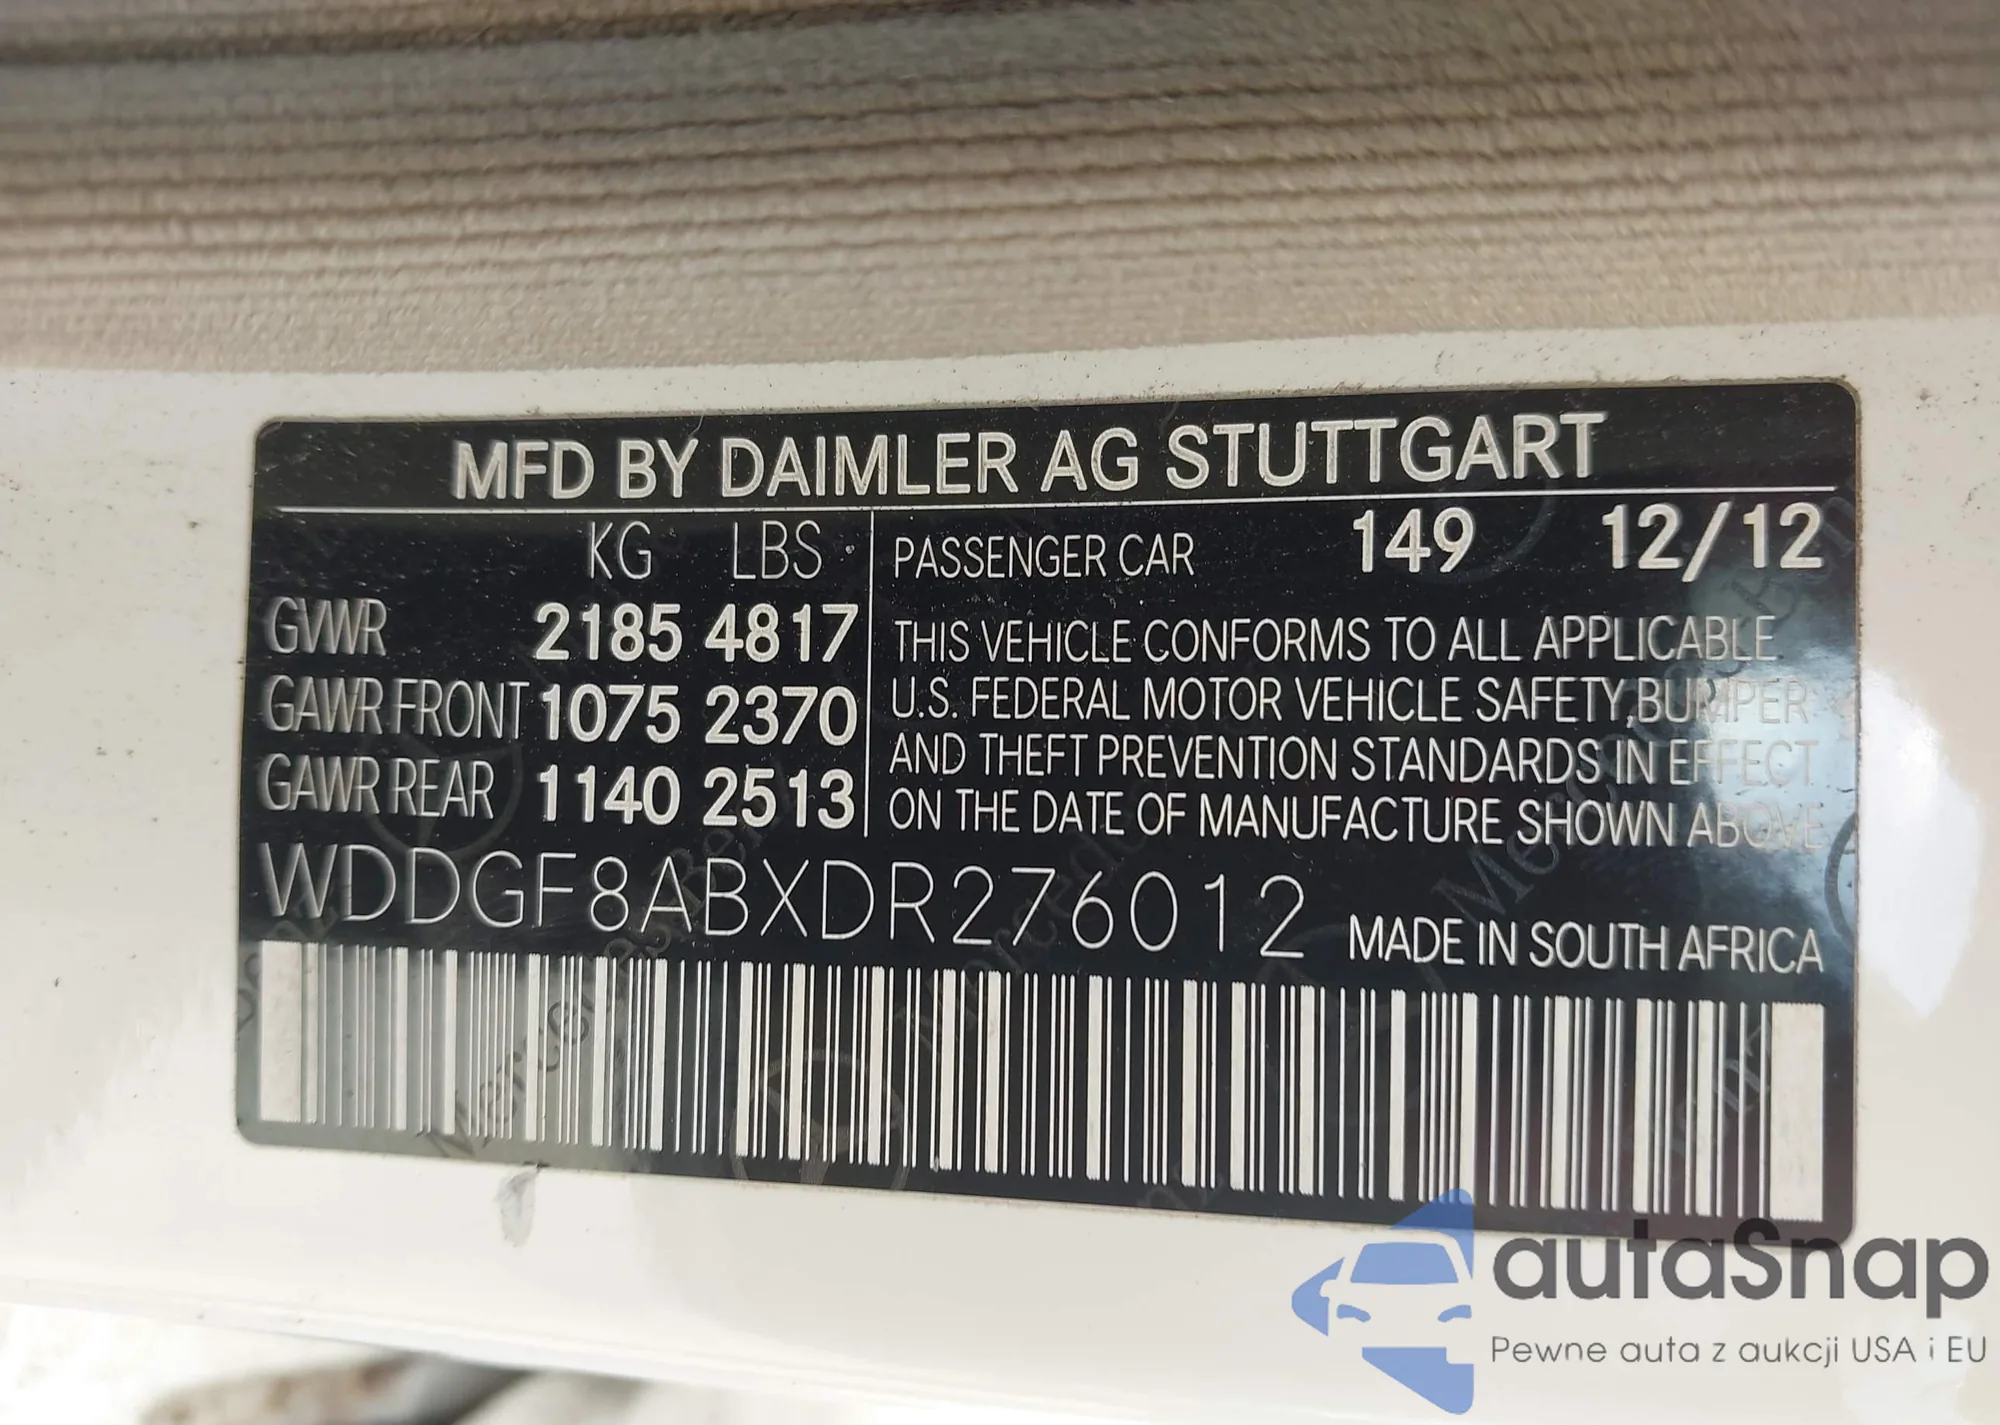 MFD BY DAIMLER AG STUTTGART
KG LBS
GVWR 2185 4817
GAWR FRONT 1075 2370
GAWR REAR 1140 2513
PASSENGER CAR 149 12/12
THIS VEHICLE CONFORMS TO ALL APPLICABLE
U.S. FEDERAL MOTOR VEHICLE SAFETY,BUMPER
AND THEFT PREVENTION STANDARDS IN EFFECT
ON THE DATE OF MANUFACTURE SHOWN ABOVE
WDDGF8ABXDR276012
MADE IN SOUTH AFRICA
autaSnap
Pewne auta z aukcji USA i EU